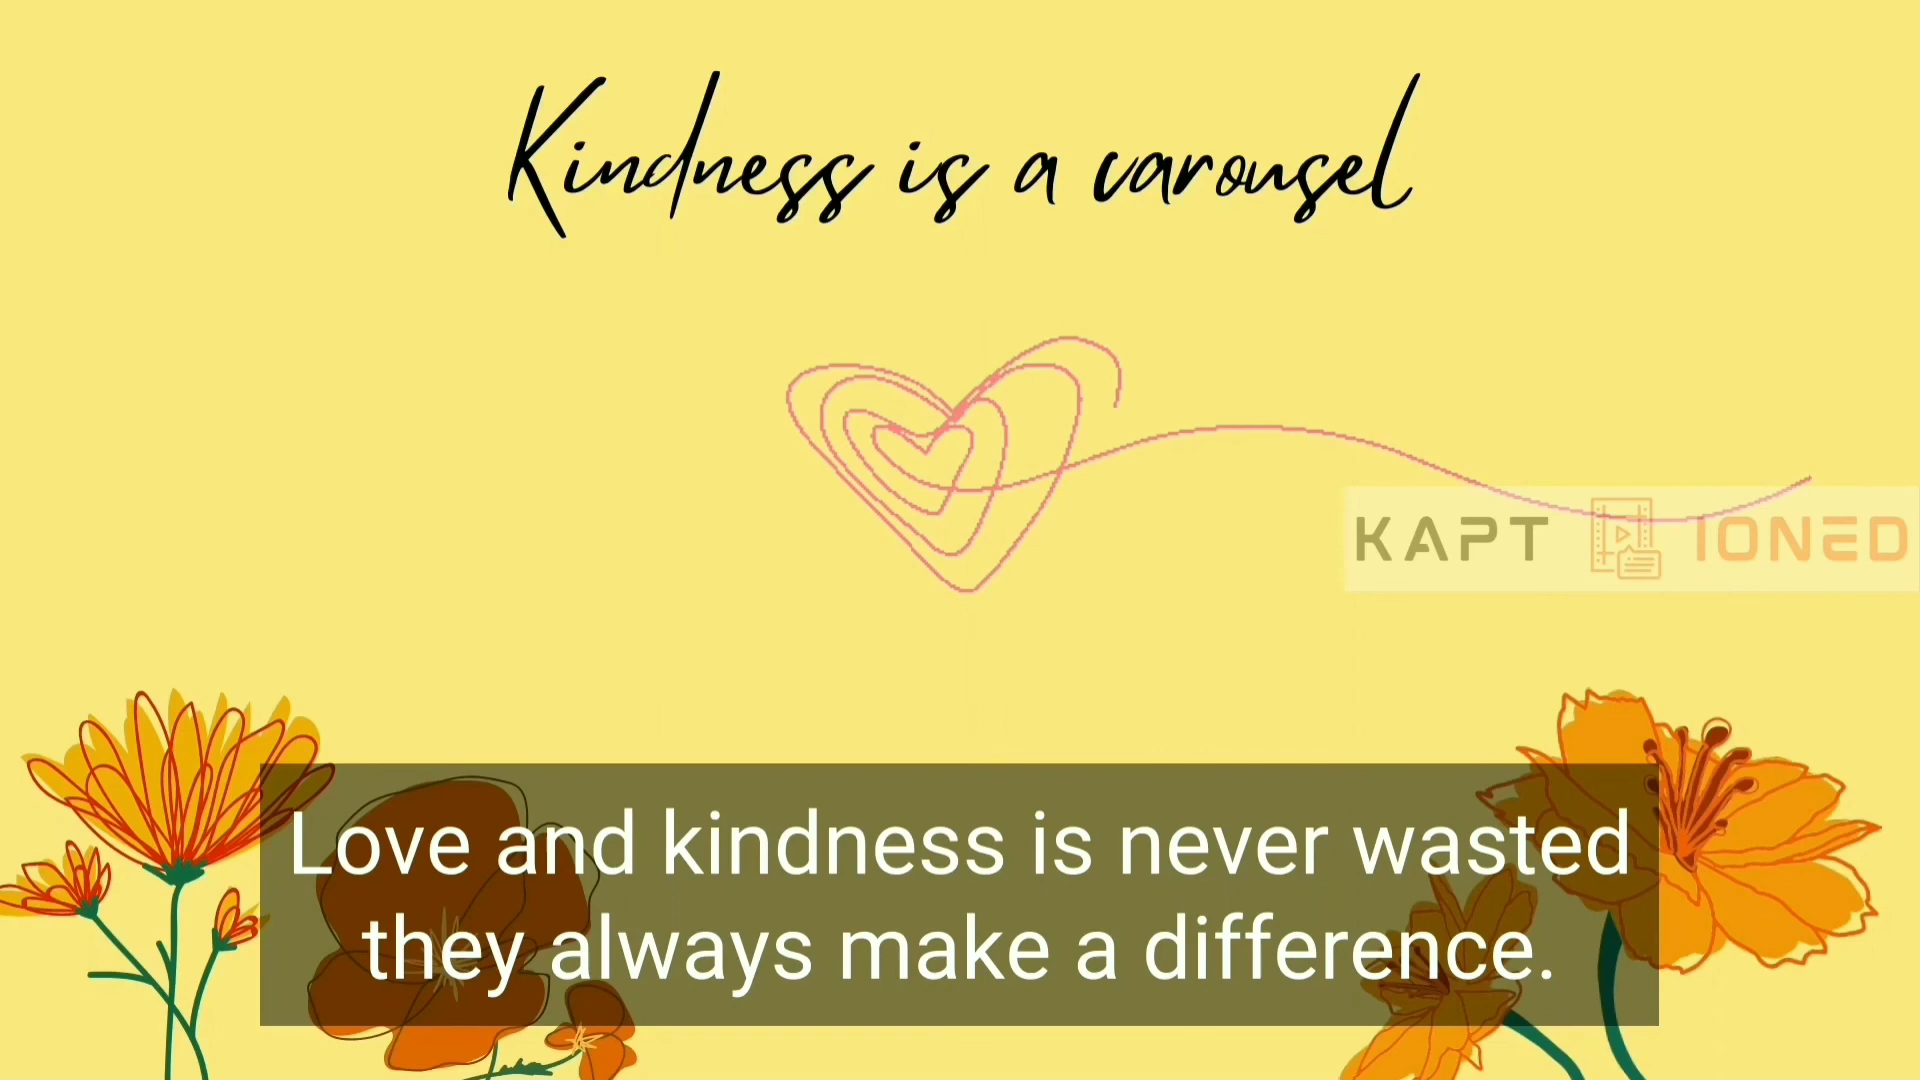 Kindness is a carousel
KAPT IONED
Love and kindness is never wasted
they always make a difference.